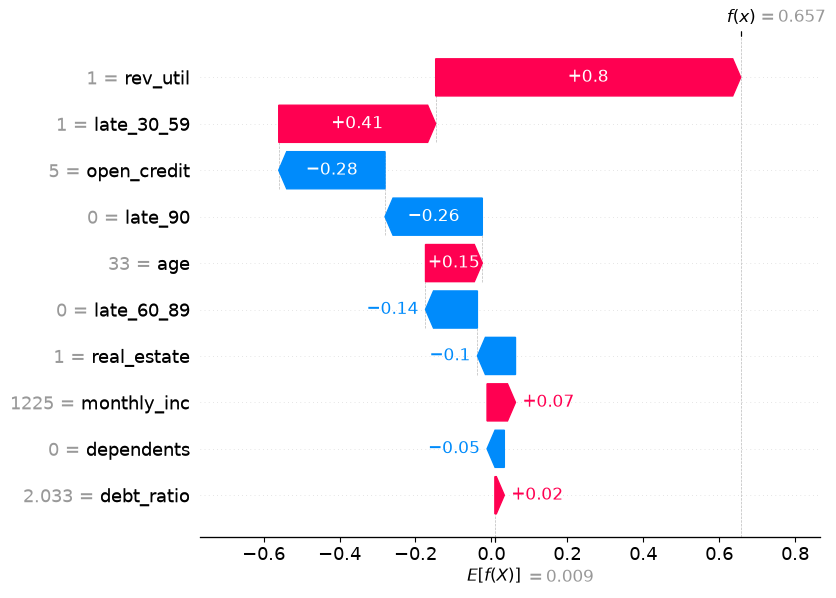 f(x) = 0.657
1 = rev_util +0.8
1 = late_30_59 +0.41
5 = open_credit −0.28
0 = late_90 −0.26
33 = age +0.15
0 = late_60_89 −0.14
1 = real_estate −0.1
1225 = monthly_inc +0.07
0 = dependents −0.05
2.033 = debt_ratio +0.02
−0.6 −0.4 −0.2 0.0 0.2 0.4 0.6 0.8
E[f(X)] = 0.009